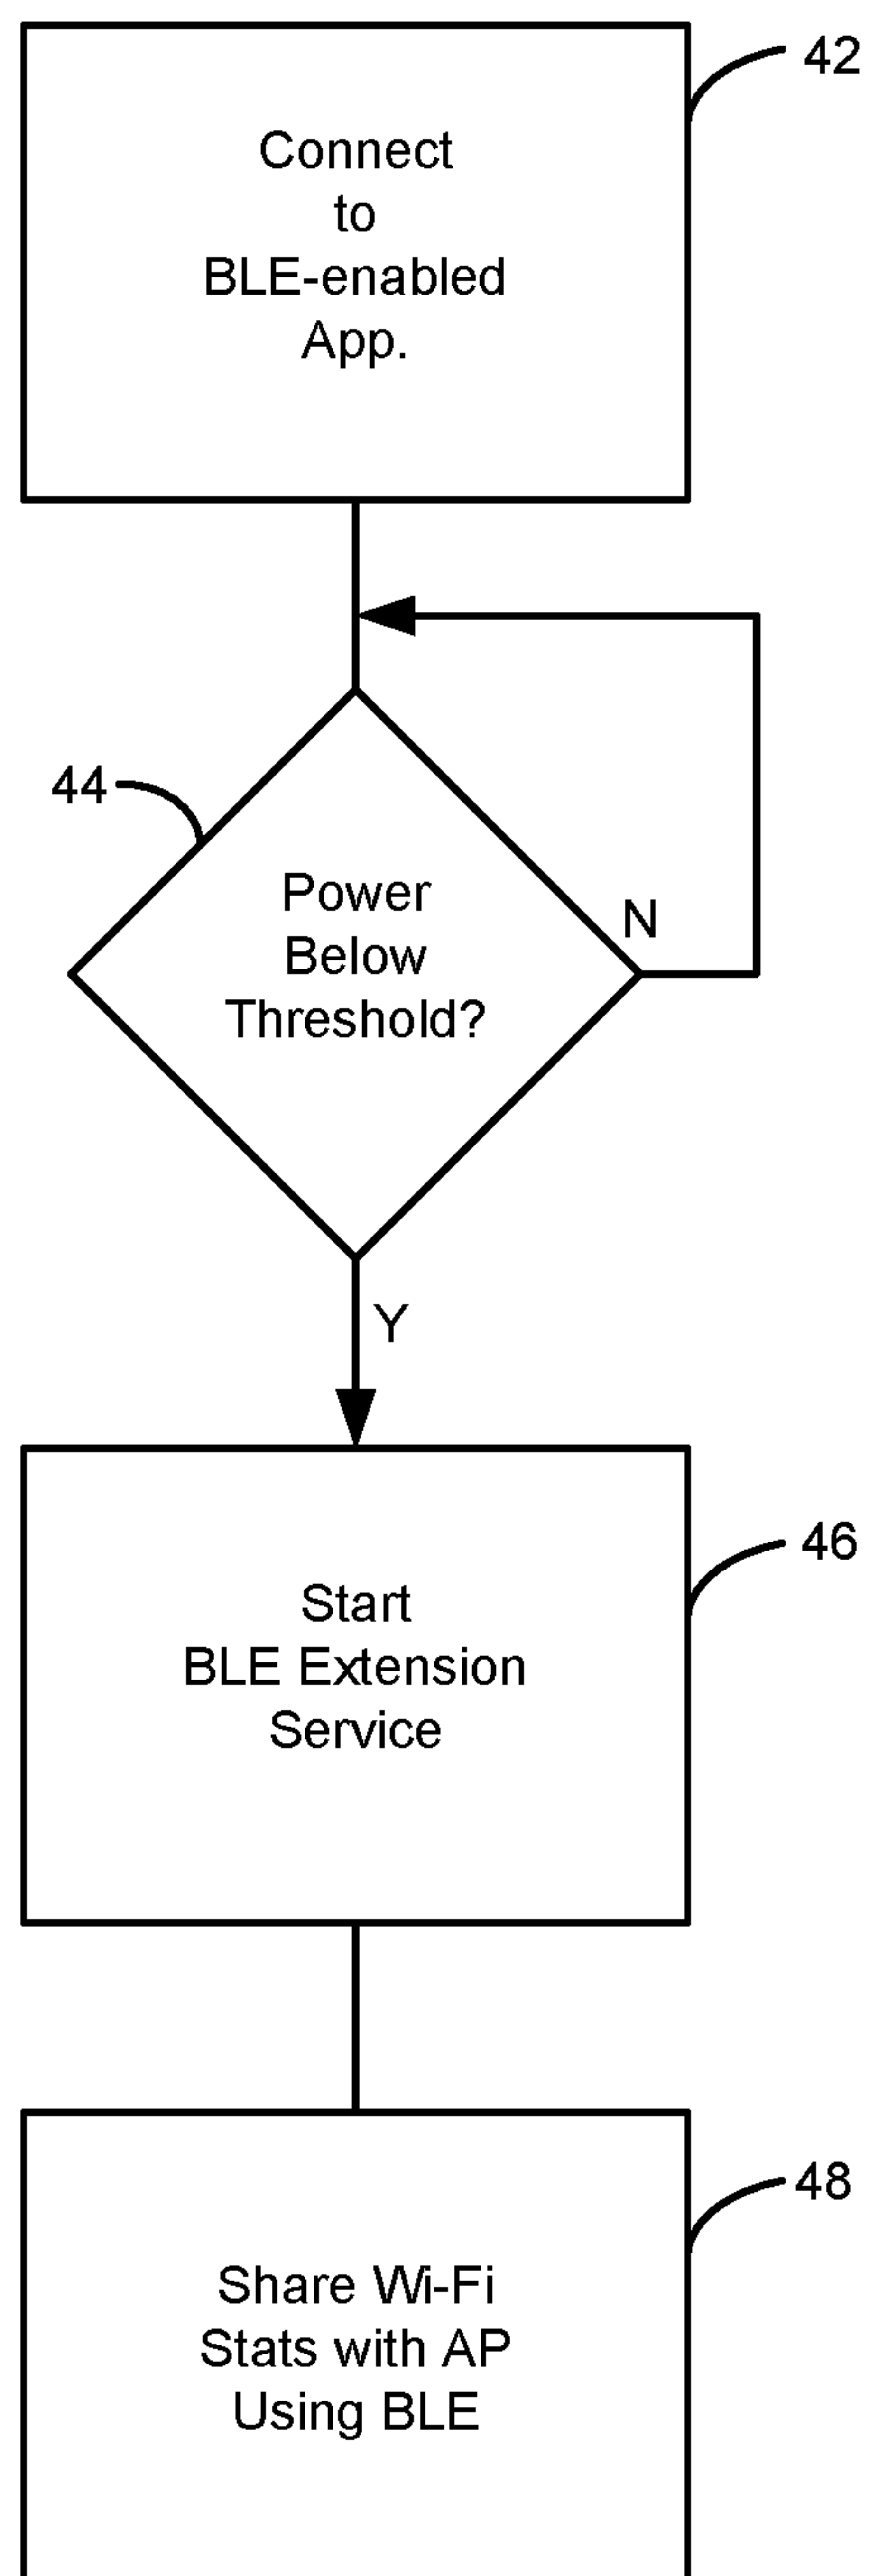 42
Connect
to
BLE-enabled
App.
44
Power
Below
Threshold?
N
Y
46
Start
BLE Extension
Service
48
Share Wi-Fi
Stats with AP
Using BLE